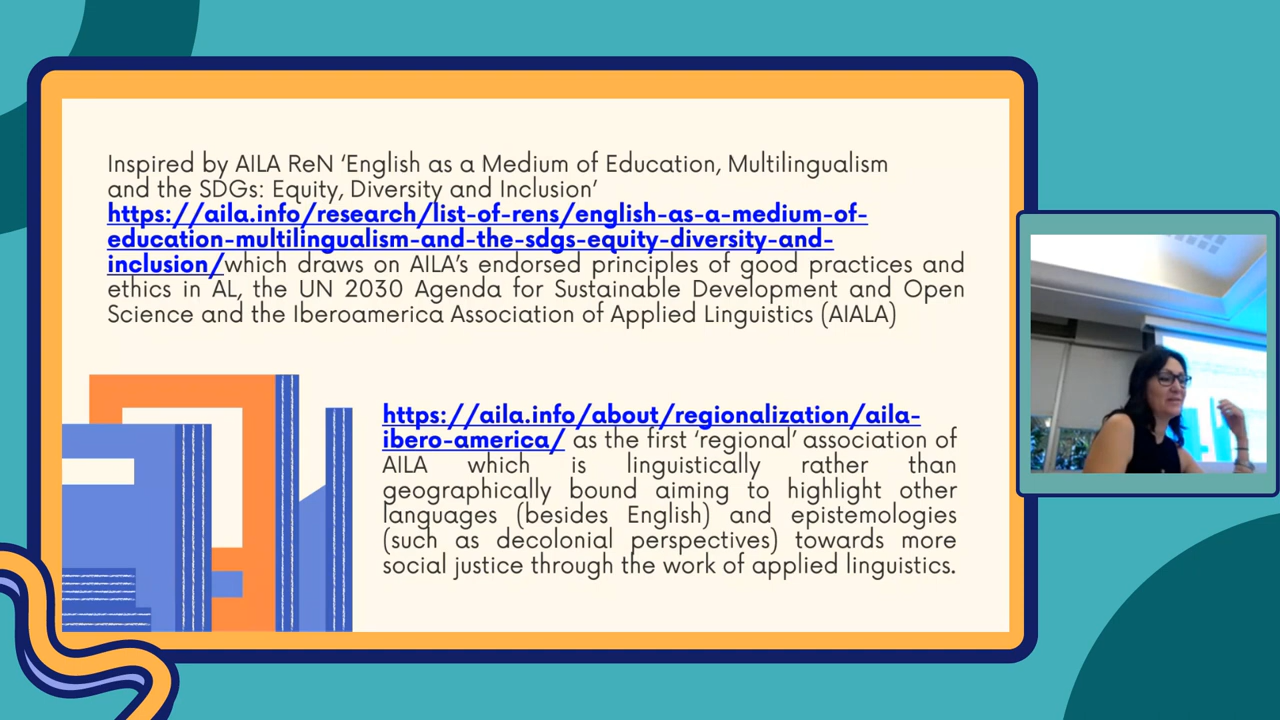 Inspired by AILA ReN ‘English as a Medium of Education, Multilingualism
and the SDGs: Equity, Diversity and Inclusion’
https://aila.info/research/list-of-rens/english-as-a-medium-of-
education-multilingualism-and-the-sdgs-equity-diversity-and-
inclusion/which draws on AILA’s endorsed principles of good practices and
ethics in AL, the UN 2030 Agenda for Sustainable Development and Open
Science and the Iberoamerica Association of Applied Linguistics (AIALA)
https://aila.info/about/regionalization/aila-
ibero-america/ as the first ‘regional’ association of
AILA which is linguistically rather than
geographically bound aiming to highlight other
languages (besides English) and epistemologies
(such as decolonial perspectives) towards more
social justice through the work of applied linguistics.